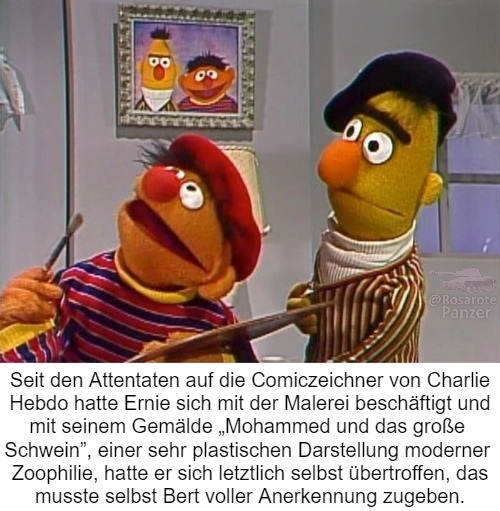 @Rosarote
Panzer
Seit den Attentaten auf die Comiczeichner von Charlie
Hebdo hatte Ernie sich mit der Malerei beschäftigt und
mit seinem Gemälde „Mohammed und das große
Schwein”, einer sehr plastischen Darstellung moderner
Zoophilie, hatte er sich letztlich selbst übertroffen, das
musste selbst Bert voller Anerkennung zugeben.